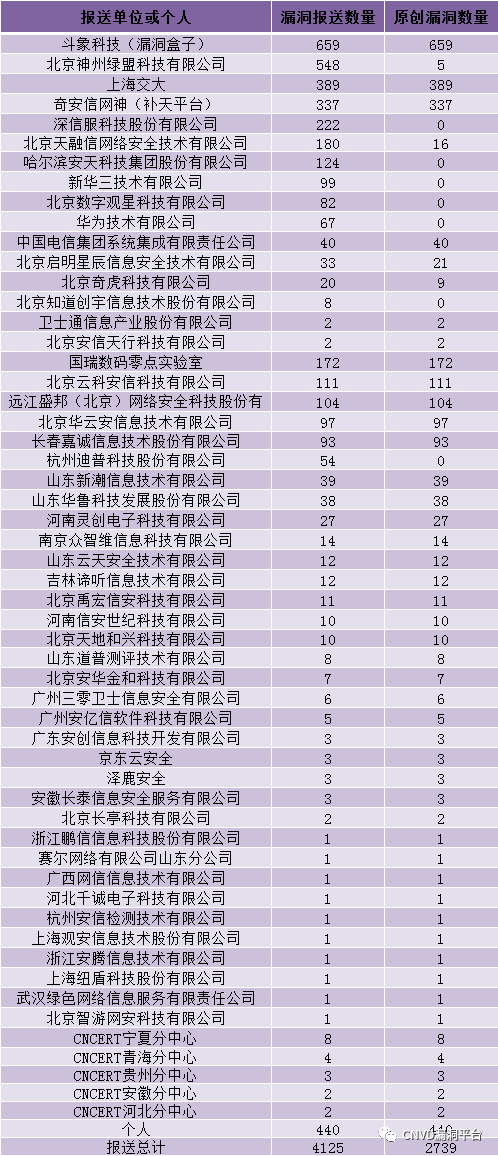 报送单位或个人 漏洞报送数量 原创漏洞数量
斗象科技（漏洞盒子） 659 659
北京神州绿盟科技有限公司 548 5
上海交大 389 389
奇安信网神（补天平台） 337 337
深信服科技股份有限公司 222 0
北京天融信网络安全技术有限公司 180 16
哈尔滨安天科技集团股份有限公司 124 0
新华三技术有限公司 99 0
北京数字观星科技有限公司 82 0
华为技术有限公司 67 0
中国电信集团系统集成有限责任公司 40 40
北京启明星辰信息安全技术有限公司 33 21
北京奇虎科技有限公司 20 9
北京知道创宇信息技术股份有限公司 8 0
卫士通信息产业股份有限公司 2 2
北京安信天行科技有限公司 2 2
国瑞数码零点实验室 172 172
北京云科安信科技有限公司 111 111
远江盛邦（北京）网络安全科技股份有 104 104
北京华云安信息技术有限公司 97 97
长春嘉诚信息技术股份有限公司 93 93
杭州迪普科技股份有限公司 54 0
山东新潮信息技术有限公司 39 39
山东华鲁科技发展股份有限公司 38 38
河南灵创电子科技有限公司 27 27
南京众智维信息科技有限公司 14 14
山东云天安全技术有限公司 12 12
吉林谛听信息技术有限公司 12 12
北京禹宏信安科技有限公司 11 11
河南信安世纪科技有限公司 10 10
北京天地和兴科技有限公司 10 10
山东道普测评技术有限公司 8 8
北京安华金和科技有限公司 7 7
广州三零卫士信息安全有限公司 6 6
广州安亿信软件科技有限公司 5 5
广东安创信息科技开发有限公司 3 3
京东云安全 3 3
泽鹿安全 3 3
安徽长泰信息安全服务有限公司 3 3
北京长亭科技有限公司 2 2
浙江鹏信信息科技股份有限公司 1 1
赛尔网络有限公司山东分公司 1 1
广西网信信息技术有限公司 1 1
河北千诚电子科技有限公司 1 1
杭州安信检测技术有限公司 1 1
上海观安信息技术股份有限公司 1 1
浙江安腾信息技术有限公司 1 1
上海纽盾科技股份有限公司 1 1
武汉绿色网络信息服务有限责任公司 1 1
北京智游网安科技有限公司 1 1
CNCERT宁夏分中心 8 8
CNCERT青海分中心 4 4
CNCERT贵州分中心 3 3
CNCERT安徽分中心 2 2
CNCERT河北分中心 2 2
个人 440 440
报送总计 4125 2739
CNVD漏洞平台